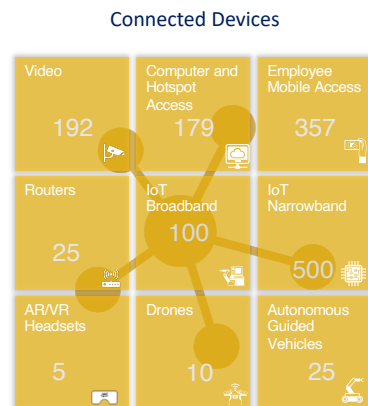 Connected Devices
Video
192
Computer and
Hotspot
Access
179
Employee
Mobile Access
357
Routers
25
IoT
Broadband
100
IoT
Narrowband
500
AR/VR
Headsets
5
Drones
10
Autonomous
Guided
Vehicles
25